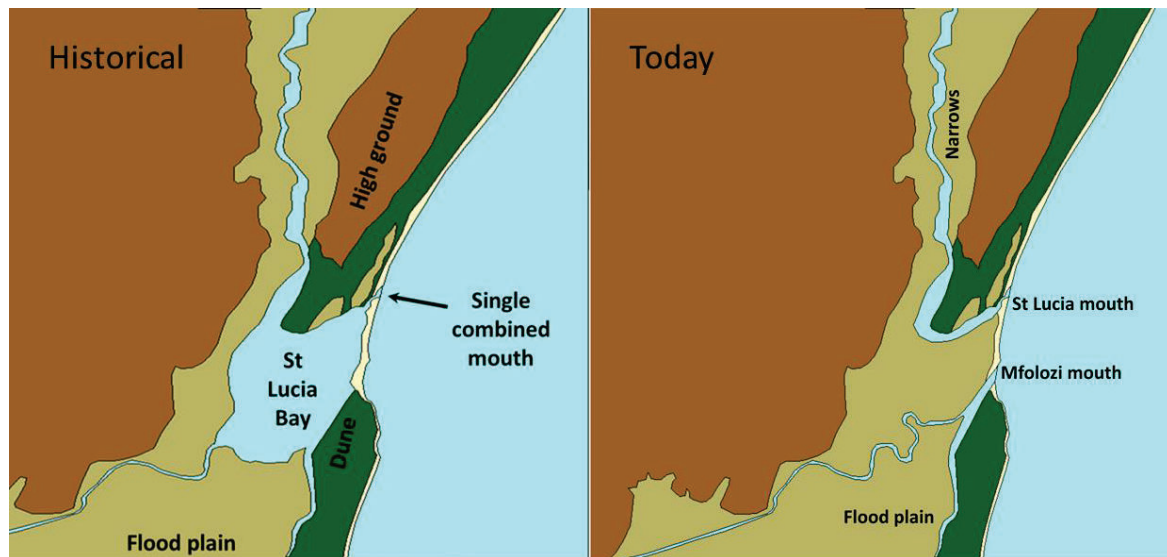 Historical
High ground
Single
combined
mouth
St
Lucia
Bay
Dune
Flood plain
Today
Narrows
St Lucia mouth
Mfolozi mouth
Flood plain